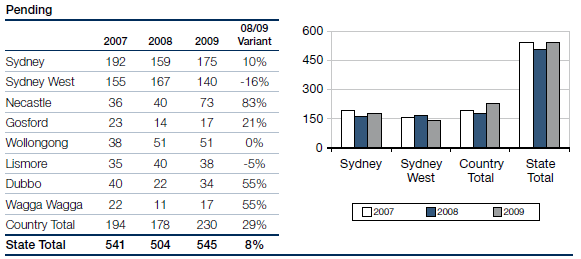 Pending
2007 2008 2009 08/09 Variant
Sydney 192 159 175 10%
Sydney West 155 167 140 -16%
Necastle 36 40 73 83%
Gosford 23 14 17 21%
Wollongong 38 51 51 0%
Lismore 35 40 38 -5%
Dubbo 40 22 34 55%
Wagga Wagga 22 11 17 55%
Country Total 194 178 230 29%
State Total 541 504 545 8%
600
450
300
150
0
Sydney Sydney West Country Total State Total
2007 2008 2009